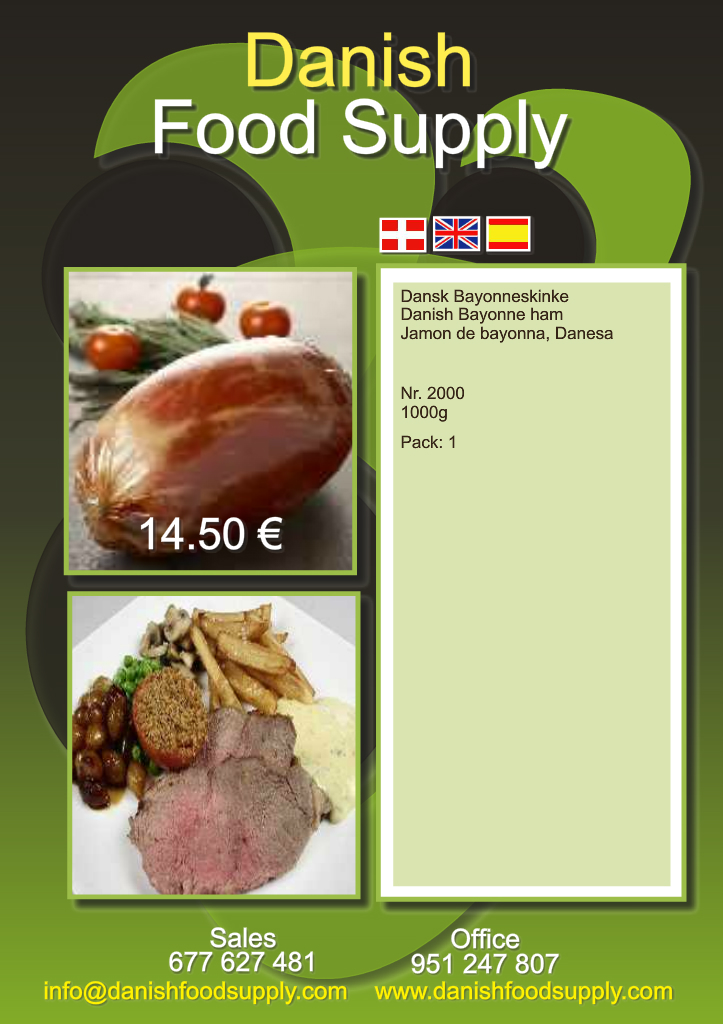 Danish
Food Supply
Dansk Bayonneskinke
Danish Bayonne ham
Jamon de bayonna, Danesa
Nr. 2000
1000g
Pack: 1
14.50 €
Sales
677 627 481
Office
951 247 807
info@danishfoodsupply.com
www.danishfoodsupply.com